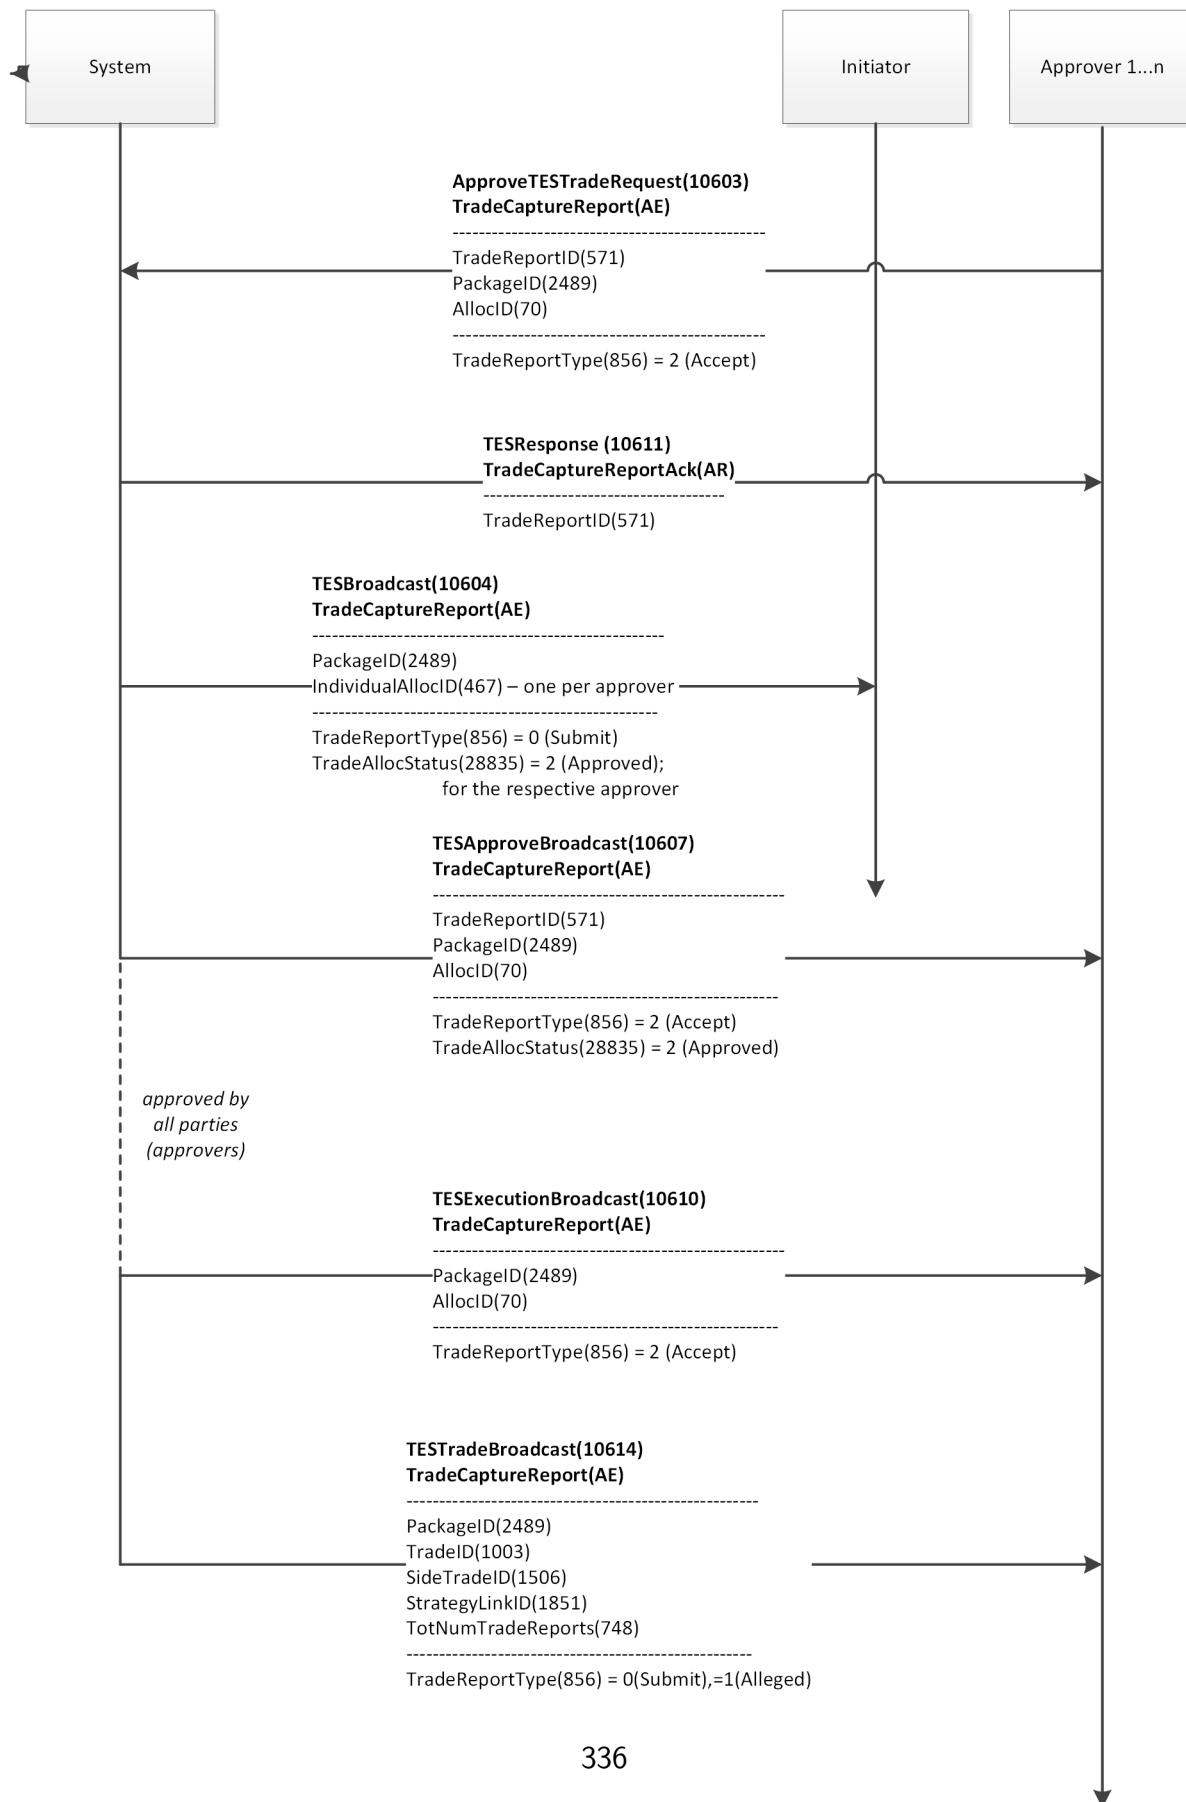 System
Initiator
Approver 1...n
ApproveTESTradeRequest(10603)
TradeCaptureReport(AE)
------------------------------------------------
TradeReportID(571)
PackageID(2489)
AllocID(70)
------------------------------------------------
TradeReportType(856) = 2 (Accept)
TESResponse (10611)
TradeCaptureReportAck(AR)
-------------------------------------
TradeReportID(571)
TESBroadcast(10604)
TradeCaptureReport(AE)
------------------------------------------------------
PackageID(2489)
IndividualAllocID(467) – one per approver
-----------------------------------------------------
TradeReportType(856) = 0 (Submit)
TradeAllocStatus(28835) = 2 (Approved);
for the respective approver
TESApproveBroadcast(10607)
TradeCaptureReport(AE)
------------------------------------------------------
TradeReportID(571)
PackageID(2489)
AllocID(70)
-----------------------------------------------------
TradeReportType(856) = 2 (Accept)
TradeAllocStatus(28835) = 2 (Approved)
approved by
all parties
(approvers)
TESExecutionBroadcast(10610)
TradeCaptureReport(AE)
------------------------------------------------------
PackageID(2489)
AllocID(70)
-----------------------------------------------------
TradeReportType(856) = 2 (Accept)
TESTradeBroadcast(10614)
TradeCaptureReport(AE)
------------------------------------------------------
PackageID(2489)
TradeID(1003)
SideTradeID(1506)
StrategyLinkID(1851)
TotNumTradeReports(748)
-----------------------------------------------------
TradeReportType(856) = 0(Submit),=1(Alleged)
336